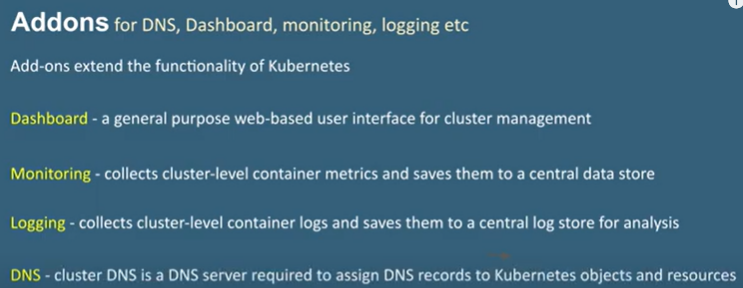 Addons for DNS, Dashboard, monitoring, logging etc
Add-ons extend the functionality of Kubernetes
Dashboard - a general purpose web-based user interface for cluster management
Monitoring - collects cluster-level container metrics and saves them to a central data store
Logging - collects cluster-level container logs and saves them to a central log store for analysis
DNS - cluster DNS is a DNS server required to assign DNS records to Kubernetes objects and resources